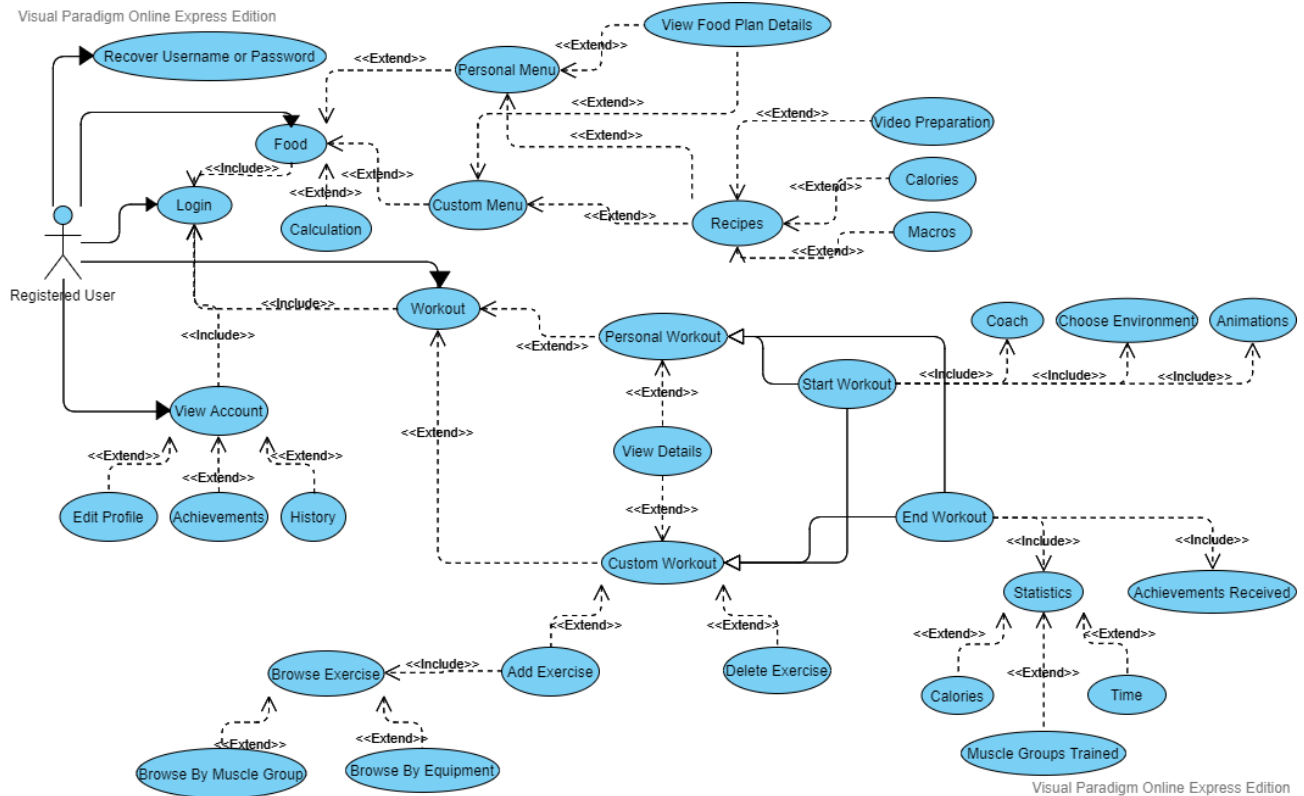 Visual Paradigm Online Express Edition
View Food Plan Details
<<Extend>>
Recover Username or Password
<<Extend>>
Personal Menu
<<Extend>>
<<Extend>>
Video Preparation
Food
<<Extend>>
<<Include>>
<<Extend>>
Calories
<<Extend>>
Login
Custom Menu
Calculation
<<Extend>>
Recipes
Macros
<<Extend>>
Registered User
<<Include>>
Workout
<<Include>>
<<Extend>>
Personal Workout
Coach
Choose Environment
Animations
<<Include>>
<<Include>>
<<Include>>
Start Workout
<<Extend>>
View Account
<<Extend>>
View Details
<<Extend>>
<<Extend>>
<<Extend>>
<<Extend>>
Edit Profile
Achievements
History
End Workout
<<Include>>
<<Include>>
Custom Workout
Statistics
Achievements Received
<<Extend>>
<<Extend>>
<<Extend>>
<<Extend>>
Browse Exercise
<<Include>>
Add Exercise
Delete Exercise
<<Extend>>
Calories
Time
<<Extend>>
<<Extend>>
Browse By Muscle Group
Browse By Equipment
Muscle Groups Trained
Visual Paradigm Online Express Edition